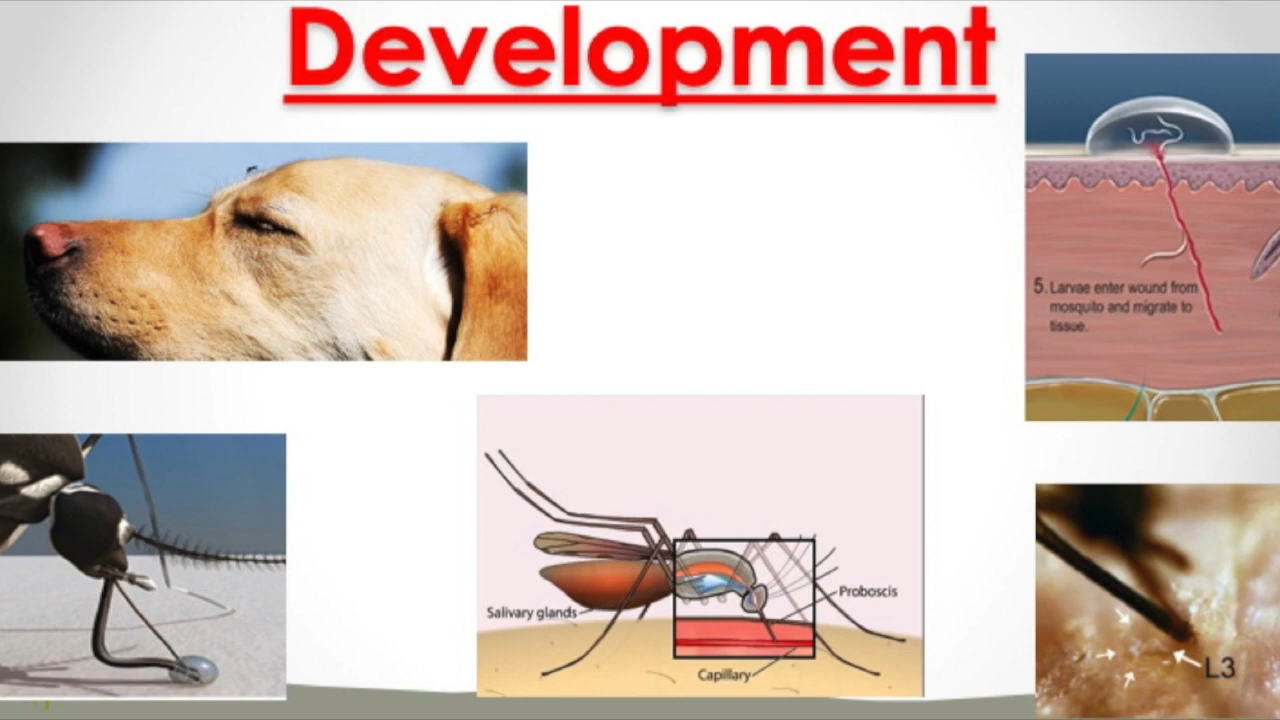 Development
5. Larvae enter wound from
mosquito and migrate to
tissue.
Salivary glands
Proboscis
Capillary
L3